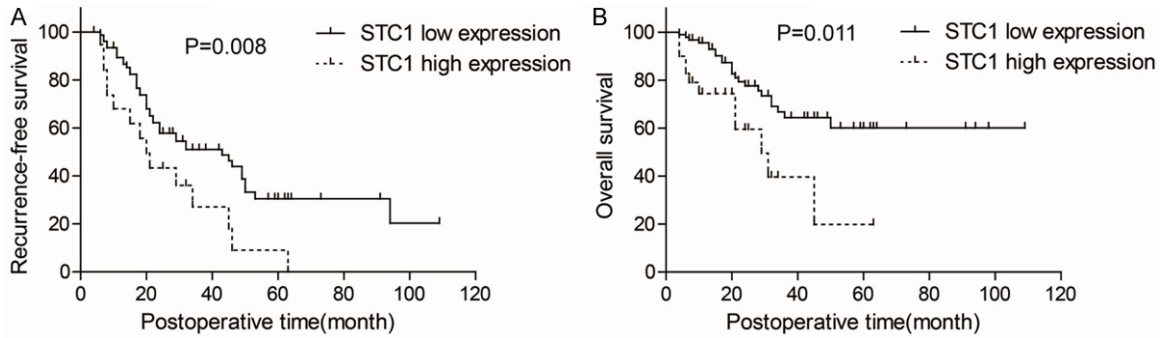 A
P=0.008
STC1 low expression
STC1 high expression
Recurrence-free survival
100
80
60
40
20
0
0 20 40 60 80 100 120
Postoperative time(month)
B
P=0.011
STC1 low expression
STC1 high expression
Overall survival
100
80
60
40
20
0
0 20 40 60 80 100 120
Postoperative time(month)